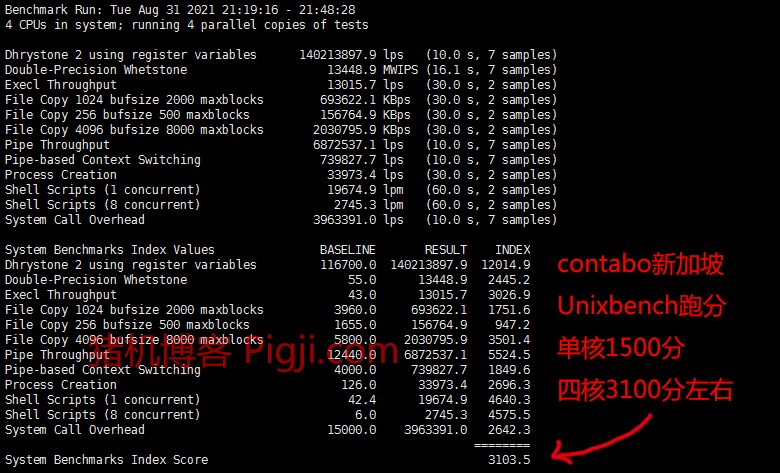 Benchmark Run: Tue Aug 31 2021 21:19:16 - 21:48:28
4 CPUs in system; running 4 parallel copies of tests
Dhrystone 2 using register variables 140213897.9 lps (10.0 s, 7 samples)
Double-Precision Whetstone 13448.9 MWIPS (16.1 s, 7 samples)
Execl Throughput 13015.7 lps (30.0 s, 2 samples)
File Copy 1024 bufsize 2000 maxblocks 693622.1 KBps (30.0 s, 2 samples)
File Copy 256 bufsize 500 maxblocks 156764.9 KBps (30.0 s, 2 samples)
File Copy 4096 bufsize 8000 maxblocks 2030795.9 KBps (30.0 s, 2 samples)
Pipe Throughput 6872537.1 lps (10.0 s, 7 samples)
Pipe-based Context Switching 739827.7 lps (10.0 s, 7 samples)
Process Creation 33973.4 lps (30.0 s, 2 samples)
Shell Scripts (1 concurrent) 19674.9 lpm (60.0 s, 2 samples)
Shell Scripts (8 concurrent) 2745.3 lpm (60.0 s, 2 samples)
System Call Overhead 3963391.0 lps (10.0 s, 7 samples)
System Benchmarks Index Values BASELINE RESULT INDEX
Dhrystone 2 using register variables 116700.0 140213897.9 12014.9
Double-Precision Whetstone 55.0 13448.9 2445.2
Execl Throughput 43.0 13015.7 3026.9
File Copy 1024 bufsize 2000 maxblocks 3960.0 693622.1 1751.6
File Copy 256 bufsize 500 maxblocks 1655.0 156764.9 947.2
File Copy 4096 bufsize 8000 maxblocks 5800.0 2030795.9 3501.4
Pipe Throughput 12440.0 6872537.1 5524.5
Pipe-based Context Switching 4000.0 739827.7 1849.6
Process Creation 126.0 33973.4 2696.3
Shell Scripts (1 concurrent) 42.4 19674.9 4640.3
Shell Scripts (8 concurrent) 6.0 2745.3 4575.5
System Call Overhead 15000.0 3963391.0 2642.3
========
System Benchmarks Index Score 3103.5
contabo新加坡
Unixbench跑分
单核1500分
四核3100分左右
猪机博客 Pigji.com